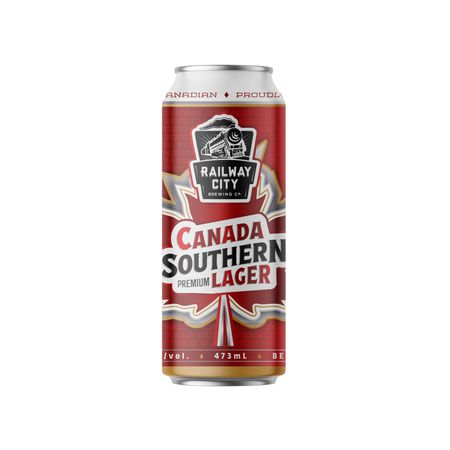 ANADIAN ♦ PROUDL
RAILWAY
CITY
BREWING CO.
CANADA
SOUTHERN
PREMIUM LAGER
/vol. ♦ 473mL ♦ BE